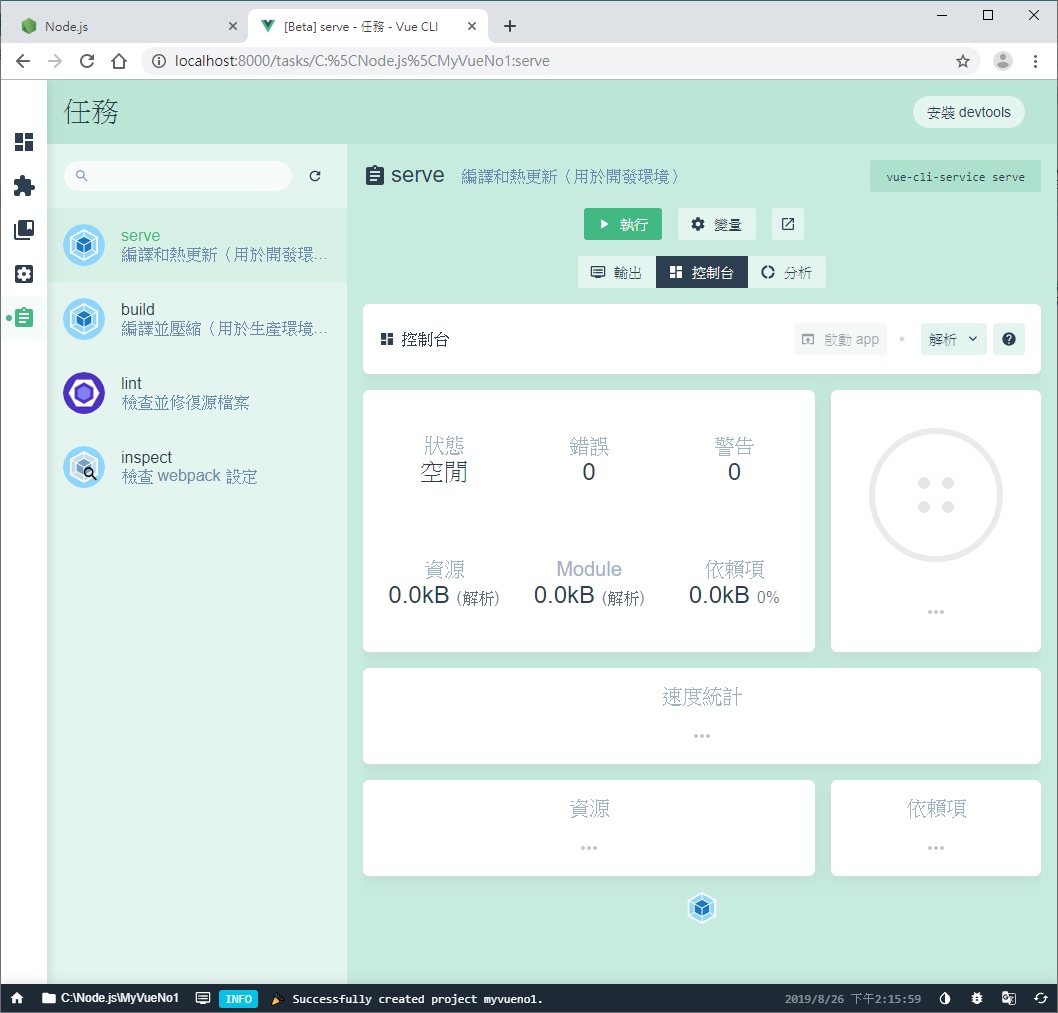 Node.js
[Beta] serve - 任務 - Vue CLI
localhost:8000/tasks/C:%5CNode.js%5CMyVueNo1:serve
任務
安裝 devtools
serve
編譯和熱更新（用於開發環...
build
編譯並壓縮（用於生產環境...
lint
檢查並修復源檔案
inspect
檢查 webpack 設定
serve 編譯和熱更新（用於開發環境）
vue-cli-service serve
執行 變量
輸出 控制台 分析
控制台
啟動 app
解析
狀態 錯誤 警告
空閒 0 0
資源 Module 依賴項
0.0kB (解析) 0.0kB (解析) 0.0kB 0%
速度統計
資源
依賴項
C:\Node.js\MyVueNo1 INFO Successfully created project myvueno1. 2019/8/26 下午2:15:59